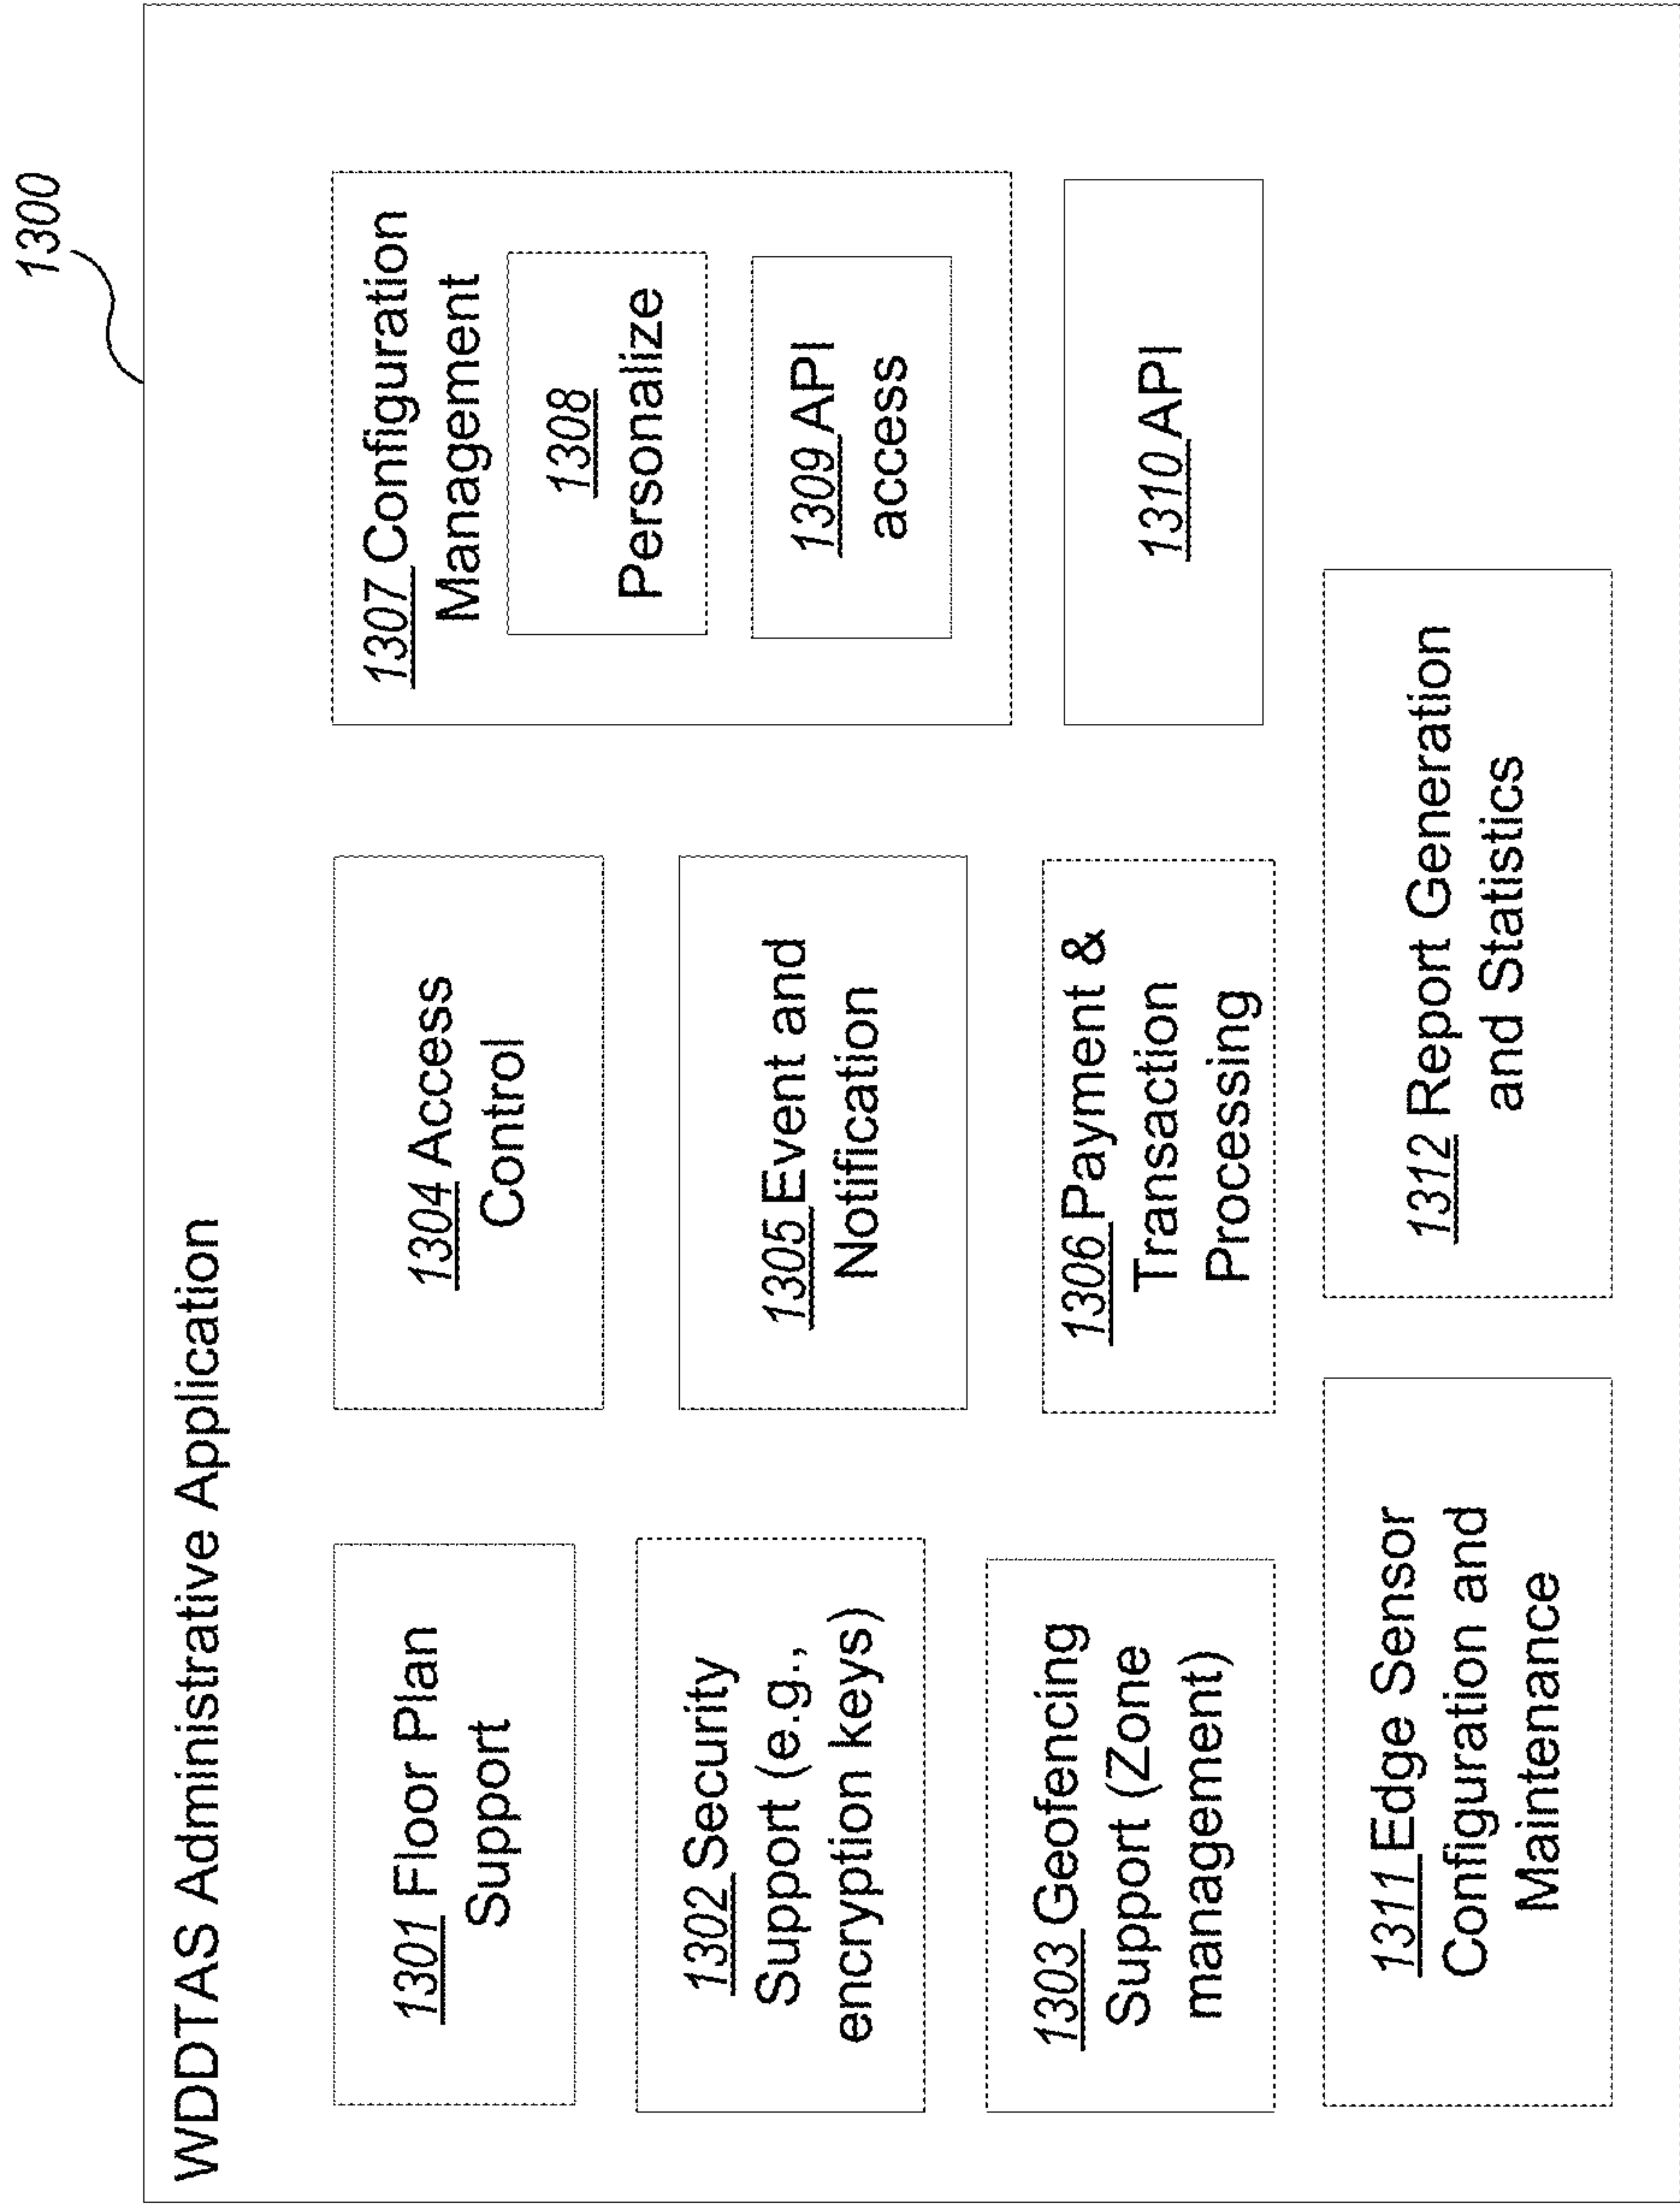 1300
WDDTAS Administrative Application
1301 Floor Plan
Support
1302 Security
Support (e.g.,
encryption keys)
1303 Geofencing
Support (Zone
management)
1304 Access
Control
1305 Event and
Notification
1306 Payment &
Transaction
Processing
1307 Configuration
Management
1308
Personalize
1309 API
access
1310 API
1311 Edge Sensor
Configuration and
Maintenance
1312 Report Generation
and Statistics